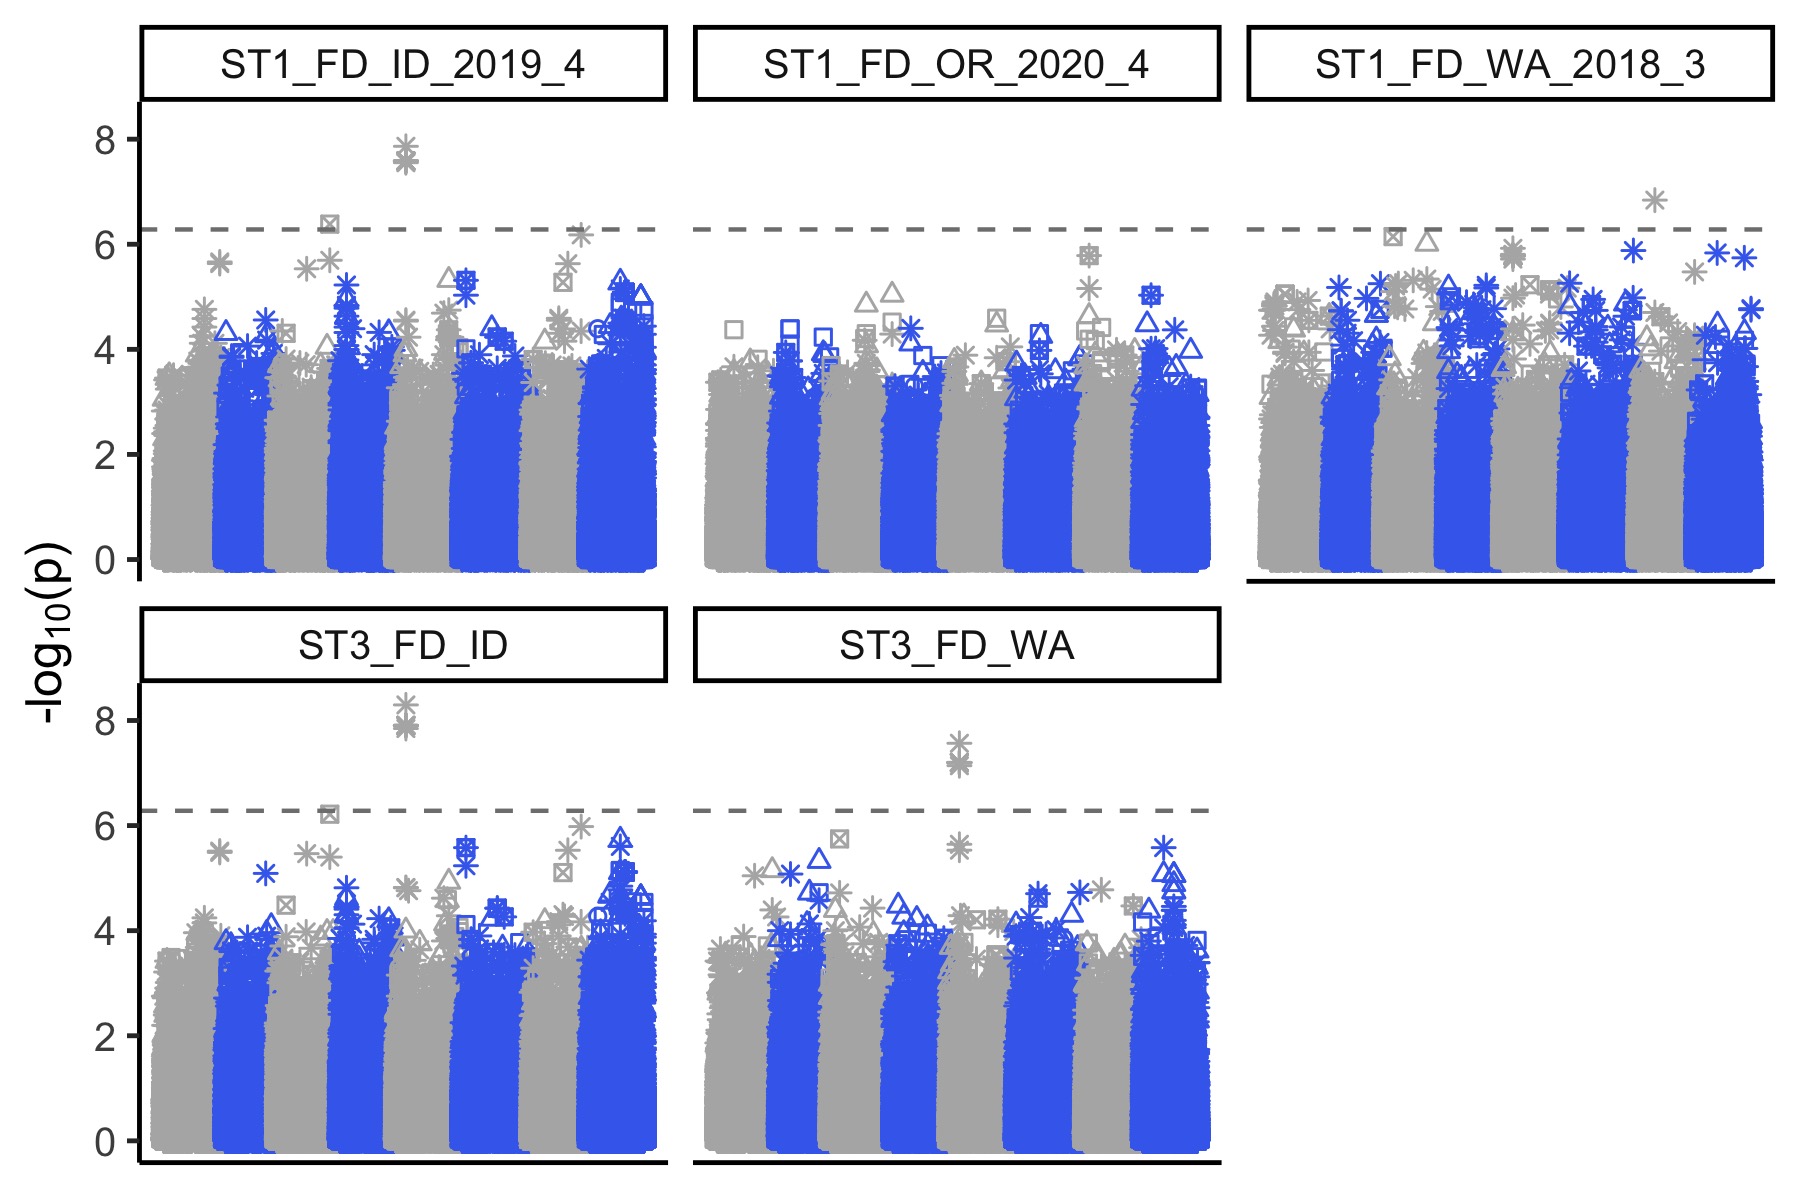 ST1_FD_ID_2019_4
ST1_FD_OR_2020_4
ST1_FD_WA_2018_3
8
6
4
2
0
-log10(p)
ST3_FD_ID
ST3_FD_WA
8
6
4
2
0